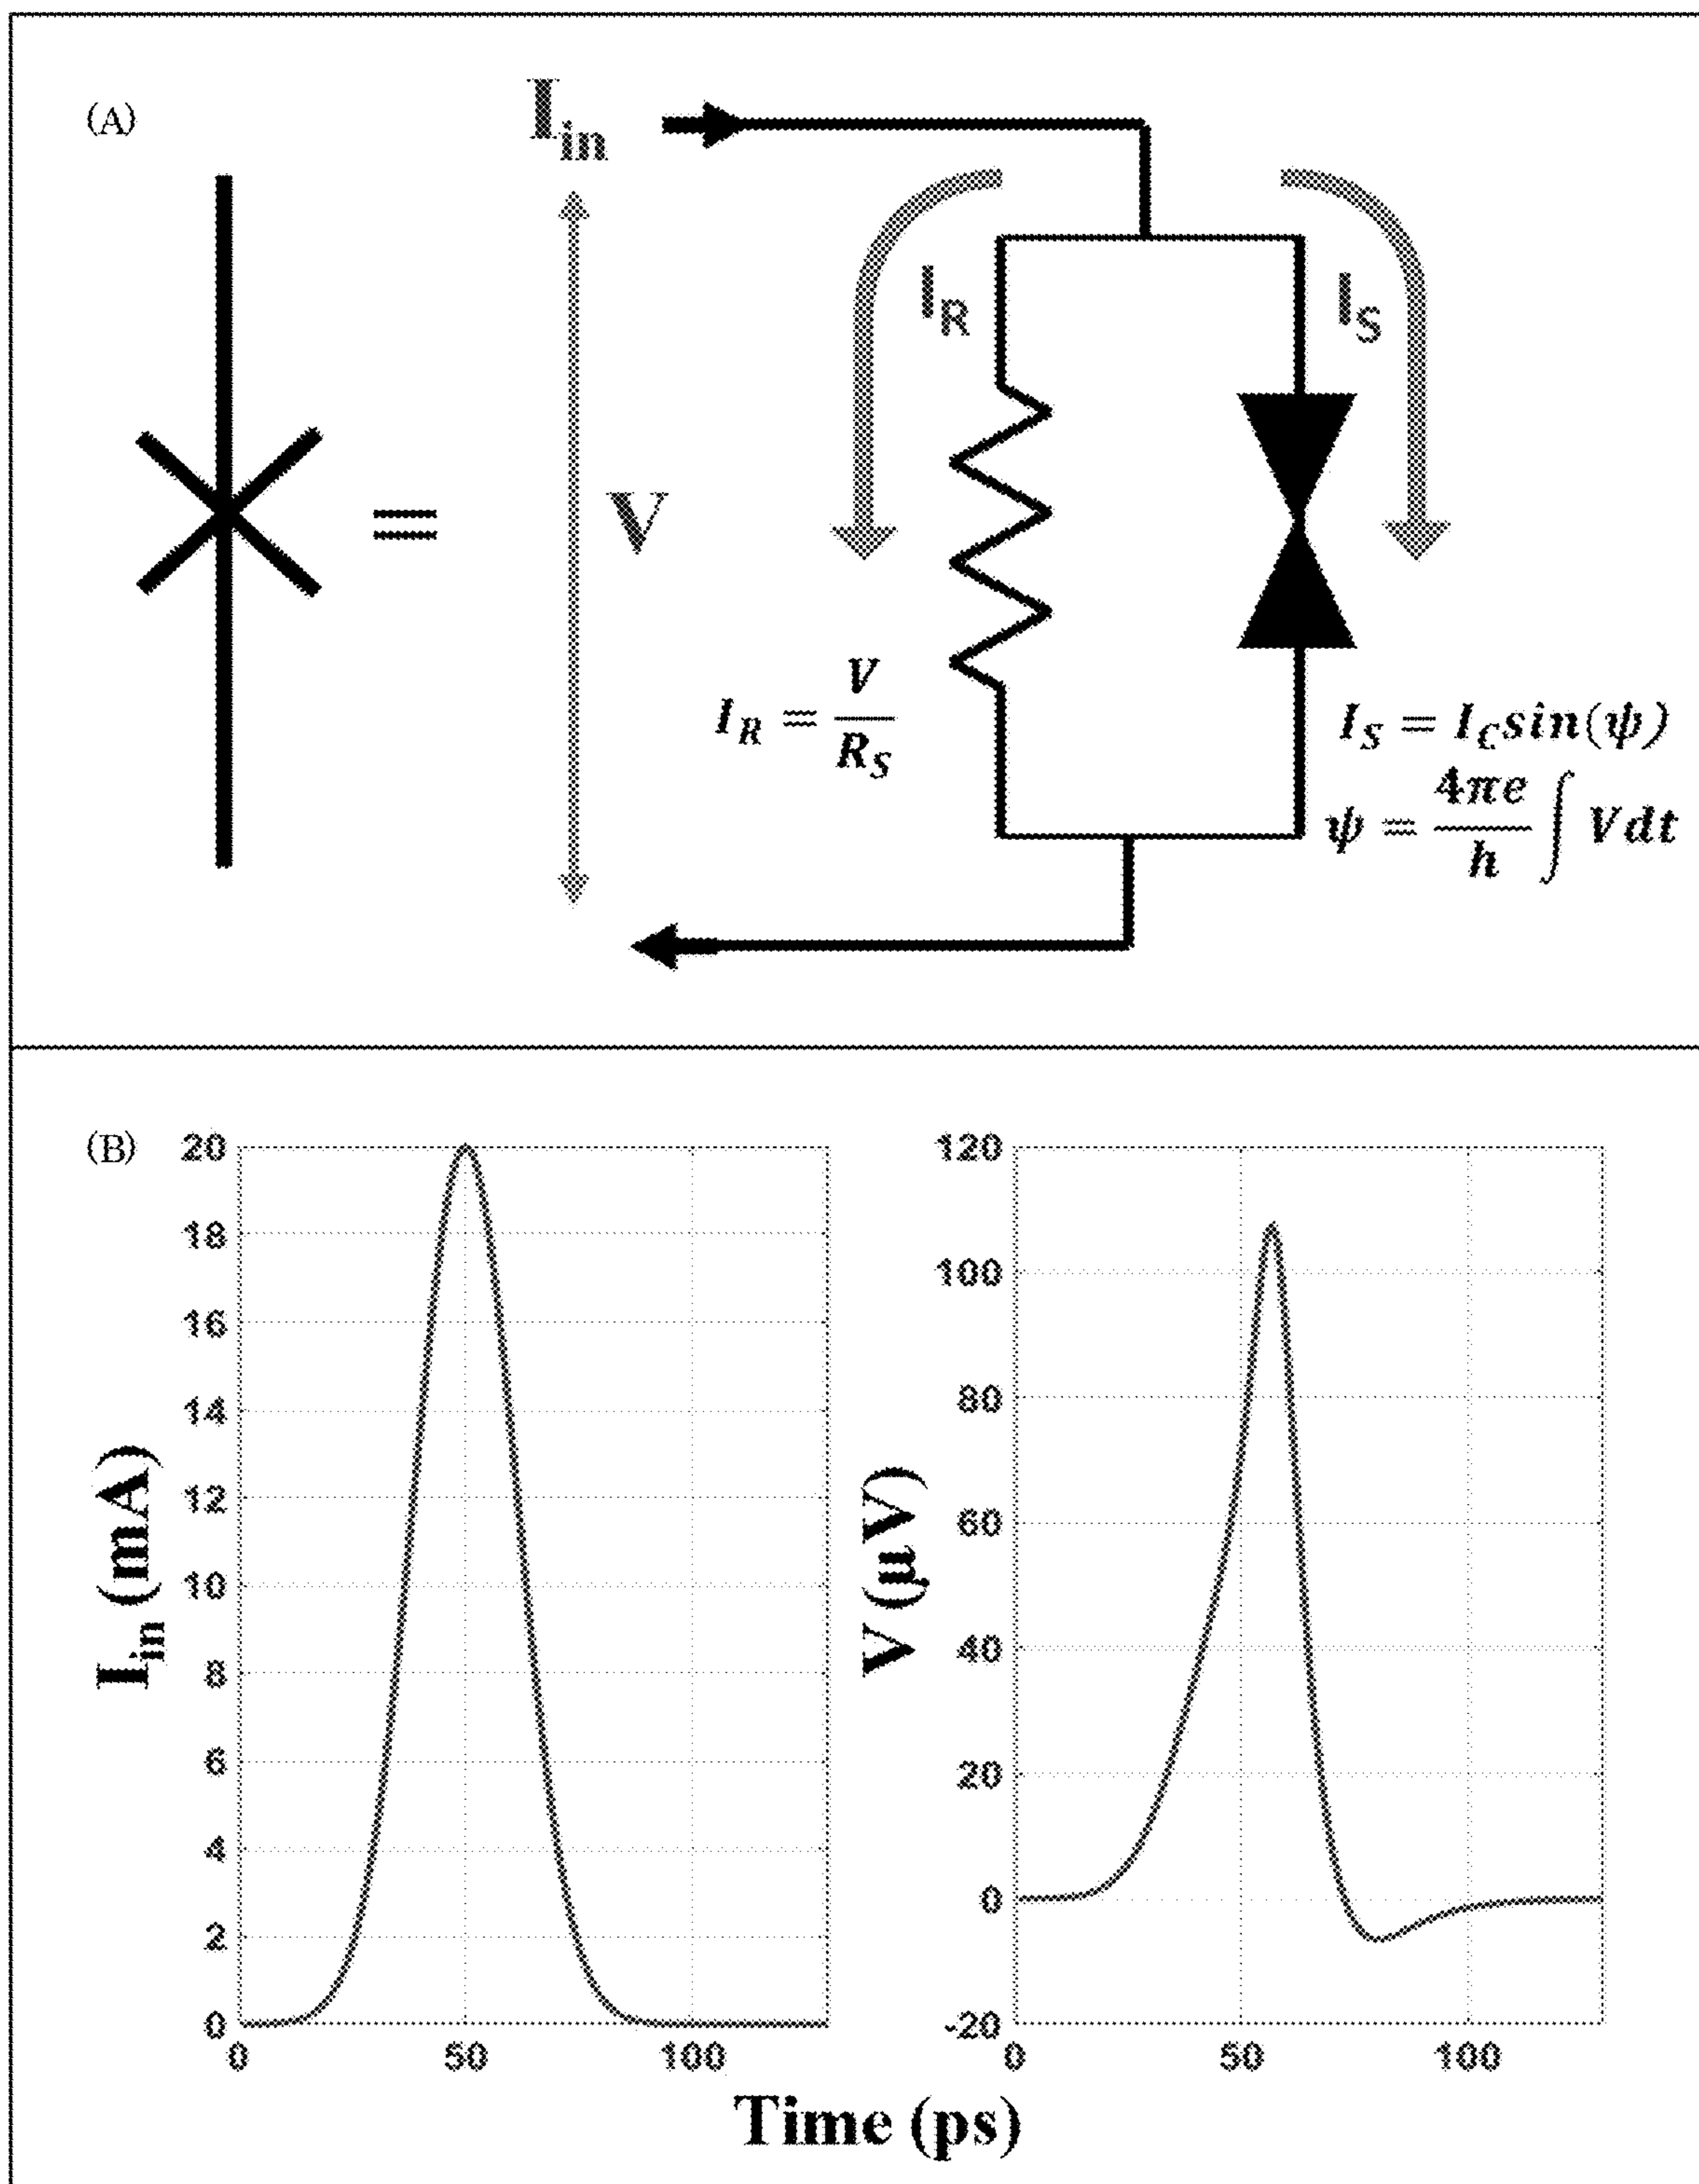 (A)
I_in
I_R
I_S
=
V
I_R = V/R_S
I_S = I_C sin(ψ)
ψ = 4πe/h ∫ Vdt
(B)
20
18
16
14
12
10
8
6
4
2
0
0 50 100
I_in (mA)
120
100
80
60
40
20
0
-20
0 50 100
V (μV)
Time (ps)